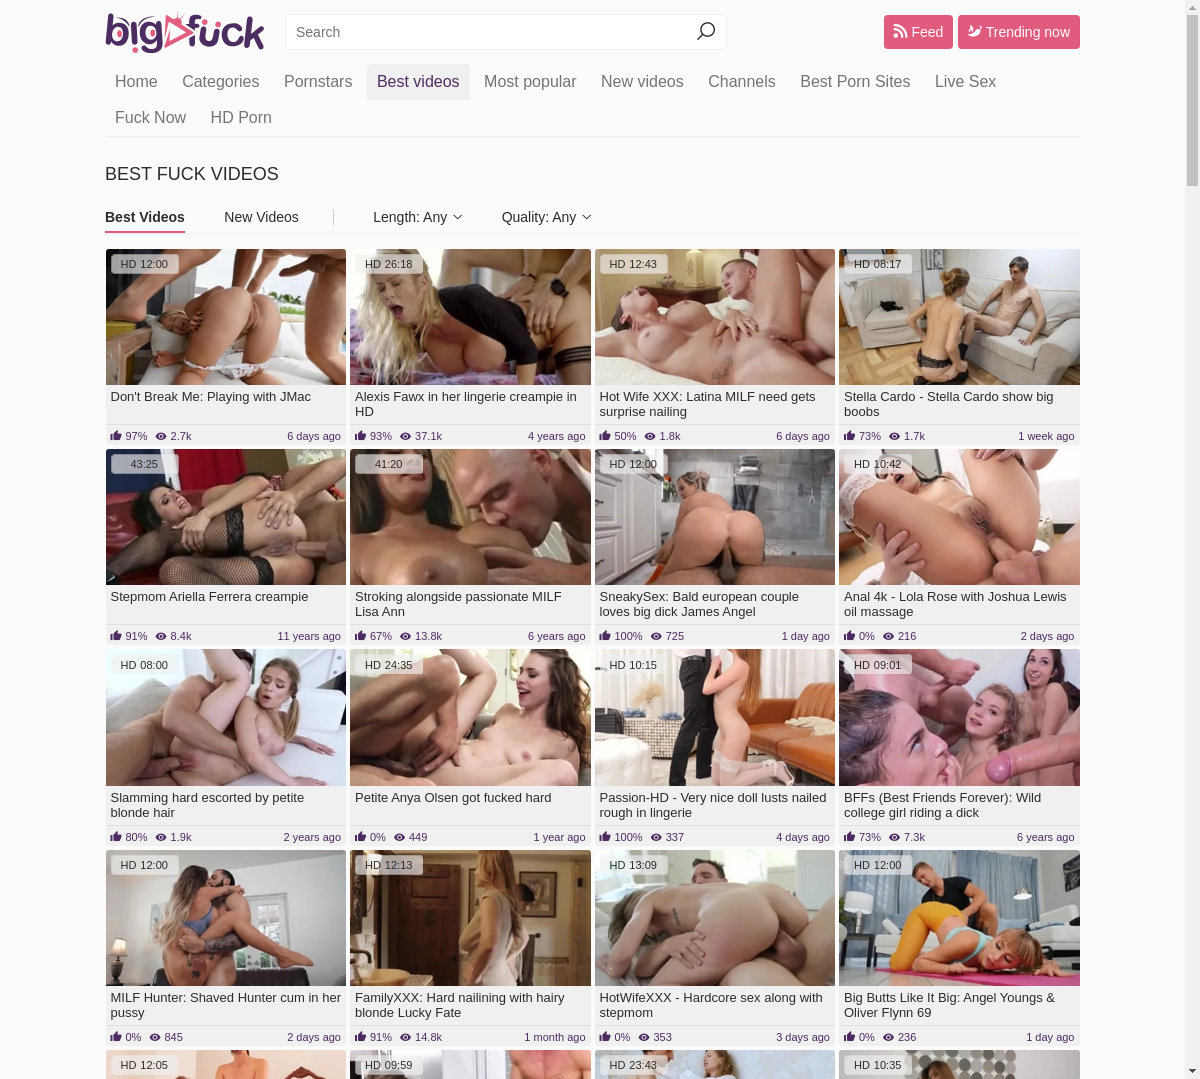 big fuck
Search
Feed
Trending now
Home
Categories
Pornstars
Best videos
Most popular
New videos
Channels
Best Porn Sites
Live Sex
Fuck Now
HD Porn
BEST FUCK VIDEOS
Best Videos
New Videos
Length: Any
Quality: Any
HD 12:00
HD 26:18
HD 12:43
HD 08:17
Don't Break Me: Playing with JMac
Alexis Fawx in her lingerie creampie in
HD
Hot Wife XXX: Latina MILF need gets
surprise nailing
Stella Cardo - Stella Cardo show big
boobs
97% 2.7k 6 days ago
93% 37.1k 4 years ago
50% 1.8k 6 days ago
73% 1.7k 1 week ago
43:25
41:20
HD 12:00
HD 10:42
Stepmom Ariella Ferrera creampie
Stroking alongside passionate MILF
Lisa Ann
SneakySex: Bald european couple
loves big dick James Angel
Anal 4k - Lola Rose with Joshua Lewis
oil massage
91% 8.4k 11 years ago
67% 13.8k 6 years ago
100% 725 1 day ago
0% 216 2 days ago
HD 08:00
HD 24:35
HD 10:15
HD 09:01
Slamming hard escorted by petite
blonde hair
Petite Anya Olsen got fucked hard
Passion-HD - Very nice doll lusts nailed
rough in lingerie
BFFs (Best Friends Forever): Wild
college girl riding a dick
80% 1.9k 2 years ago
0% 449 1 year ago
100% 337 4 days ago
73% 7.3k 6 years ago
HD 12:00
HD 12:13
HD 13:09
HD 12:00
MILF Hunter: Shaved Hunter cum in her
pussy
FamilyXXX: Hard nailining with hairy
blonde Lucky Fate
HotWifeXXX - Hardcore sex along with
stepmom
Big Butts Like It Big: Angel Youngs &
Oliver Flynn 69
0% 845 2 days ago
91% 14.8k 1 month ago
0% 353 3 days ago
0% 236 1 day ago
HD 12:05
HD 09:59
HD 23:43
HD 10:35